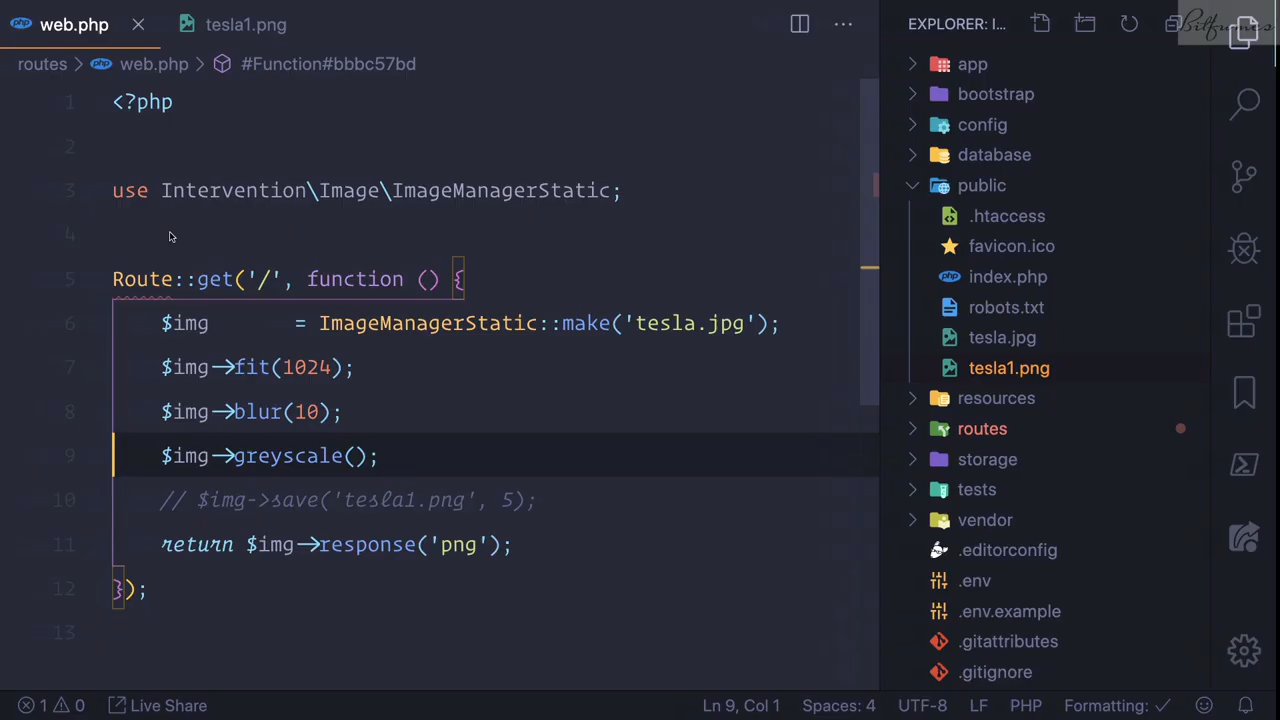 web.php
tesla1.png
EXPLORER: I...
Bitfumes
routes > web.php > #Function#bbbc57bd
1 <?php
2
3 use Intervention\Image\ImageManagerStatic;
4
5 Route::get('/', function () {
6 $img = ImageManagerStatic::make('tesla.jpg');
7 $img->fit(1024);
8 $img->blur(10);
9 $img->greyscale();
10 // $img->save('tesla1.png', 5);
11 return $img->response('png');
12 });
13
app
bootstrap
config
database
public
.htaccess
favicon.ico
index.php
robots.txt
tesla.jpg
tesla1.png
resources
routes
storage
tests
vendor
.editorconfig
.env
.env.example
.gitattributes
.gitignore
1 0 Live Share Ln 9, Col 1 Spaces: 4 UTF-8 LF PHP Formatting: ✓